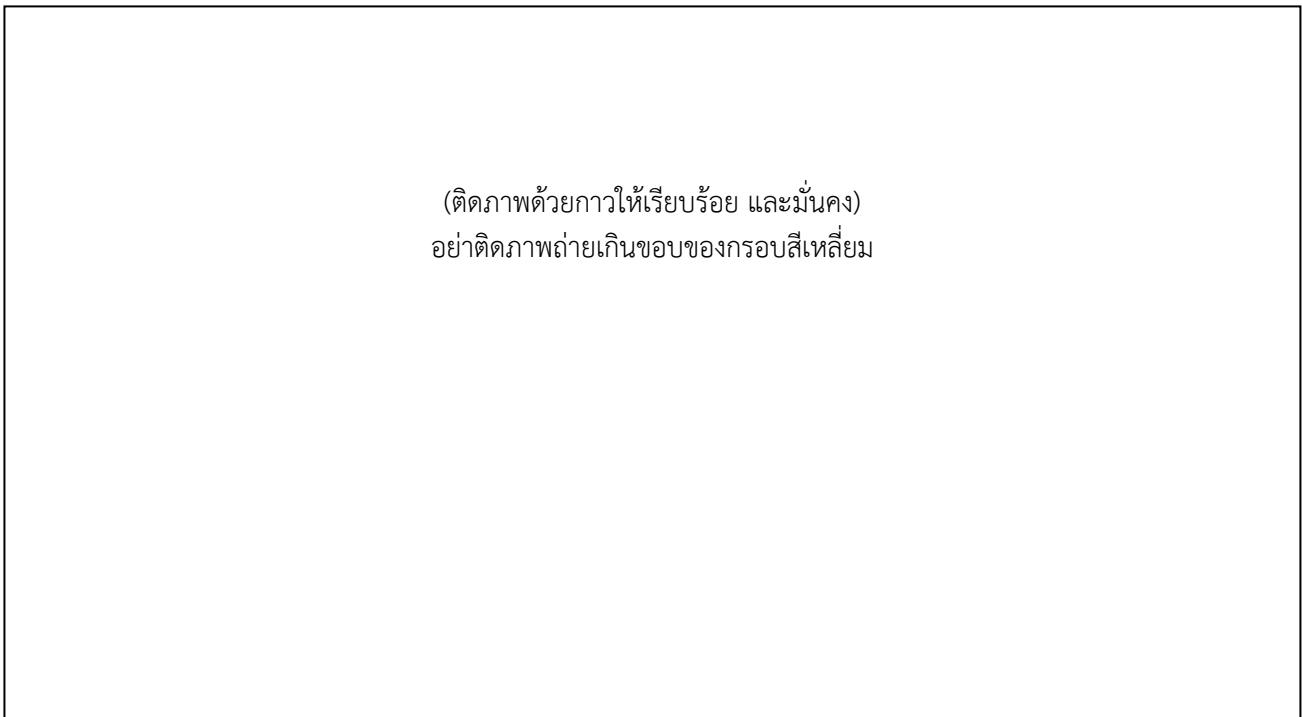 (ติดภาพด้วยกาวให้เรียบร้อย และมั่นคง)
อย่าติดภาพถ่ายเกินขอบของกรอบสี่เหลี่ยม